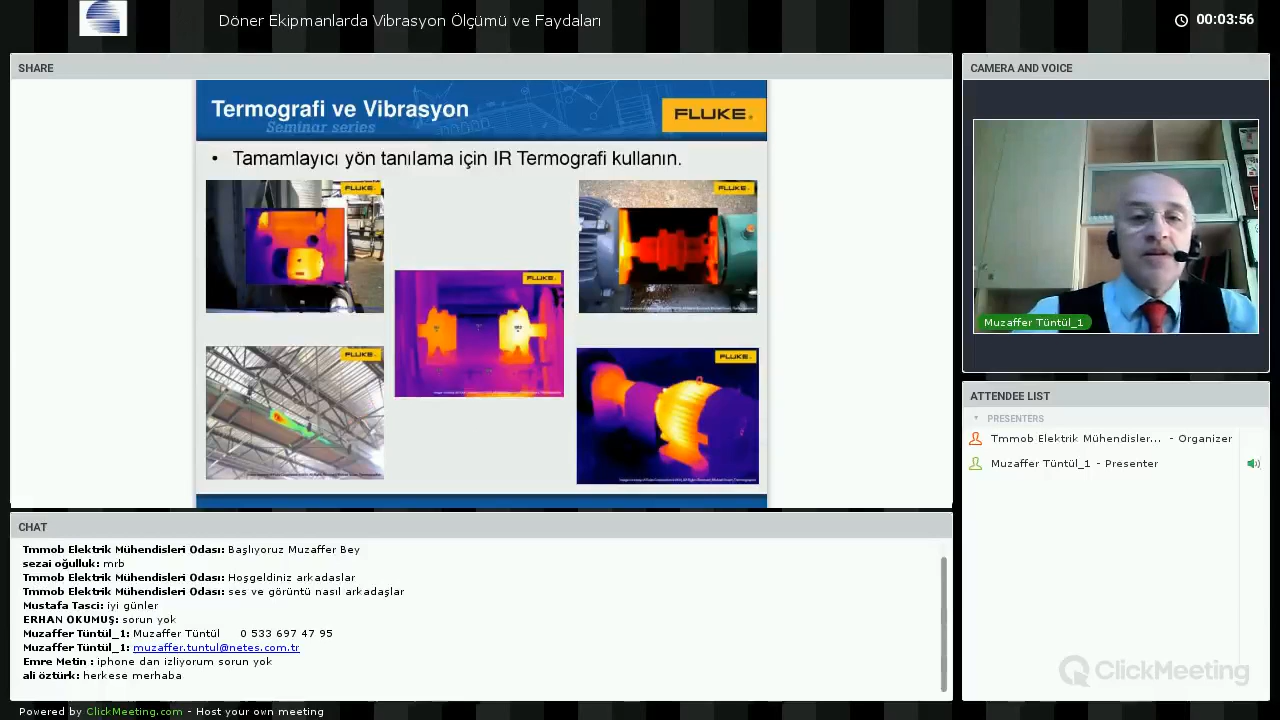 Döner Ekipmanlarda Vibrasyon Ölçümü ve Faydaları
00:03:56
SHARE
Termografi ve Vibrasyon
Seminar series
FLUKE®
• Tamamlayıcı yön tanılama için IR Termografi kullanın.
FLUKE
FLUKE
FLUKE
FLUKE
FLUKE
CAMERA AND VOICE
Muzaffer Tüntül_1
ATTENDEE LIST
PRESENTERS
Tmmob Elektrik Mühendisler... - Organizer
Muzaffer Tüntül_1 - Presenter
CHAT
Tmmob Elektrik Mühendisleri Odası: Başlıyoruz Muzaffer Bey
sezai oğulluk: mrb
Tmmob Elektrik Mühendisleri Odası: Hoşgeldiniz arkadaslar
Tmmob Elektrik Mühendisleri Odası: ses ve görüntü nasıl arkadaşlar
Mustafa Tasci: iyi günler
ERHAN OKUMUŞ: sorun yok
Muzaffer Tüntül_1: Muzaffer Tüntül 0 533 697 47 95
Muzaffer Tüntül_1: muzaffer.tuntul@netes.com.tr
Emre Metin : iphone dan izliyorum sorun yok
ali öztürk: herkese merhaba
ClickMeeting
Powered by ClickMeeting.com - Host your own meeting